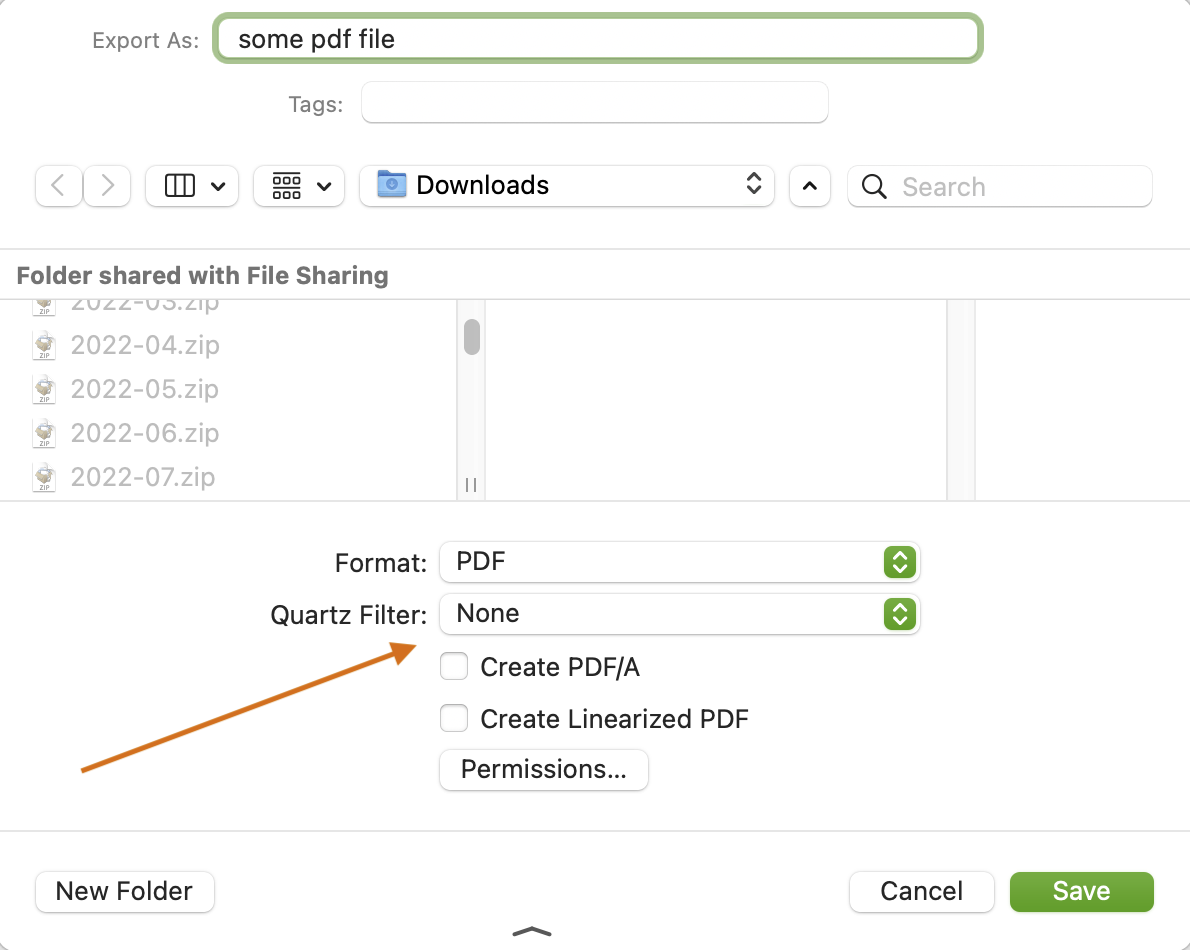 Export As: some pdf file
Tags:
Downloads
Search
Folder shared with File Sharing
2022-03.zip
2022-04.zip
2022-05.zip
2022-06.zip
2022-07.zip
Format: PDF
Quartz Filter: None
Create PDF/A
Create Linearized PDF
Permissions...
New Folder Cancel Save